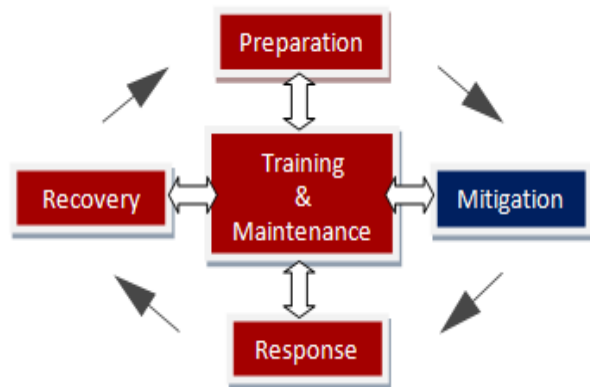 Preparation
Recovery
Training
&
Maintenance
Mitigation
Response